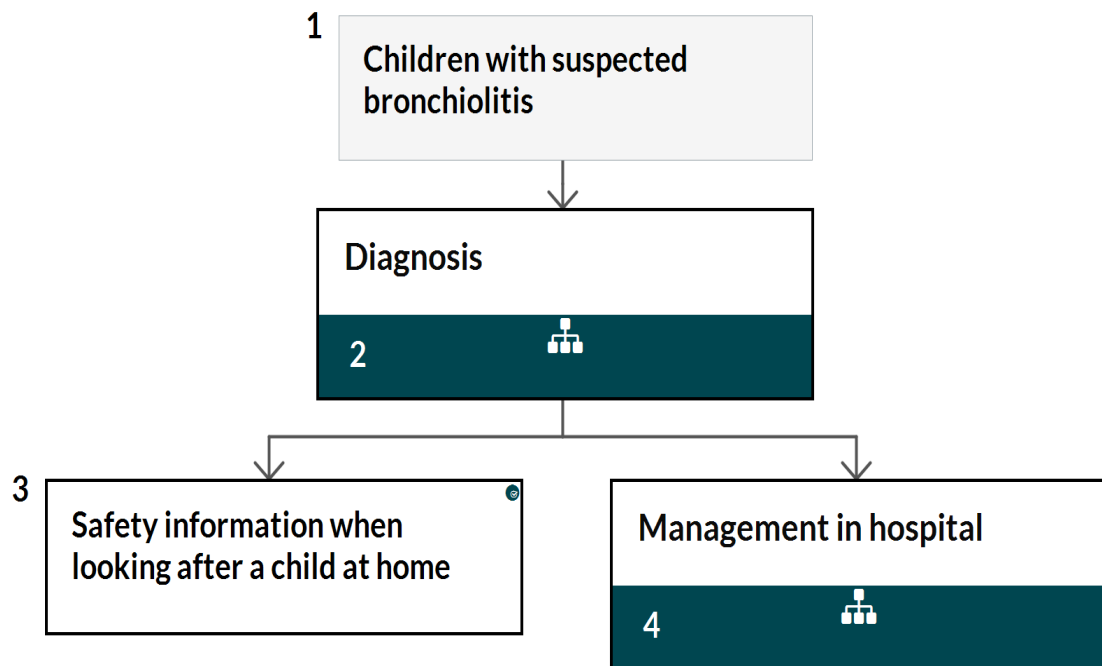 1
Children with suspected
bronchiolitis
Diagnosis
2
3
Safety information when
looking after a child at home
Management in hospital
4